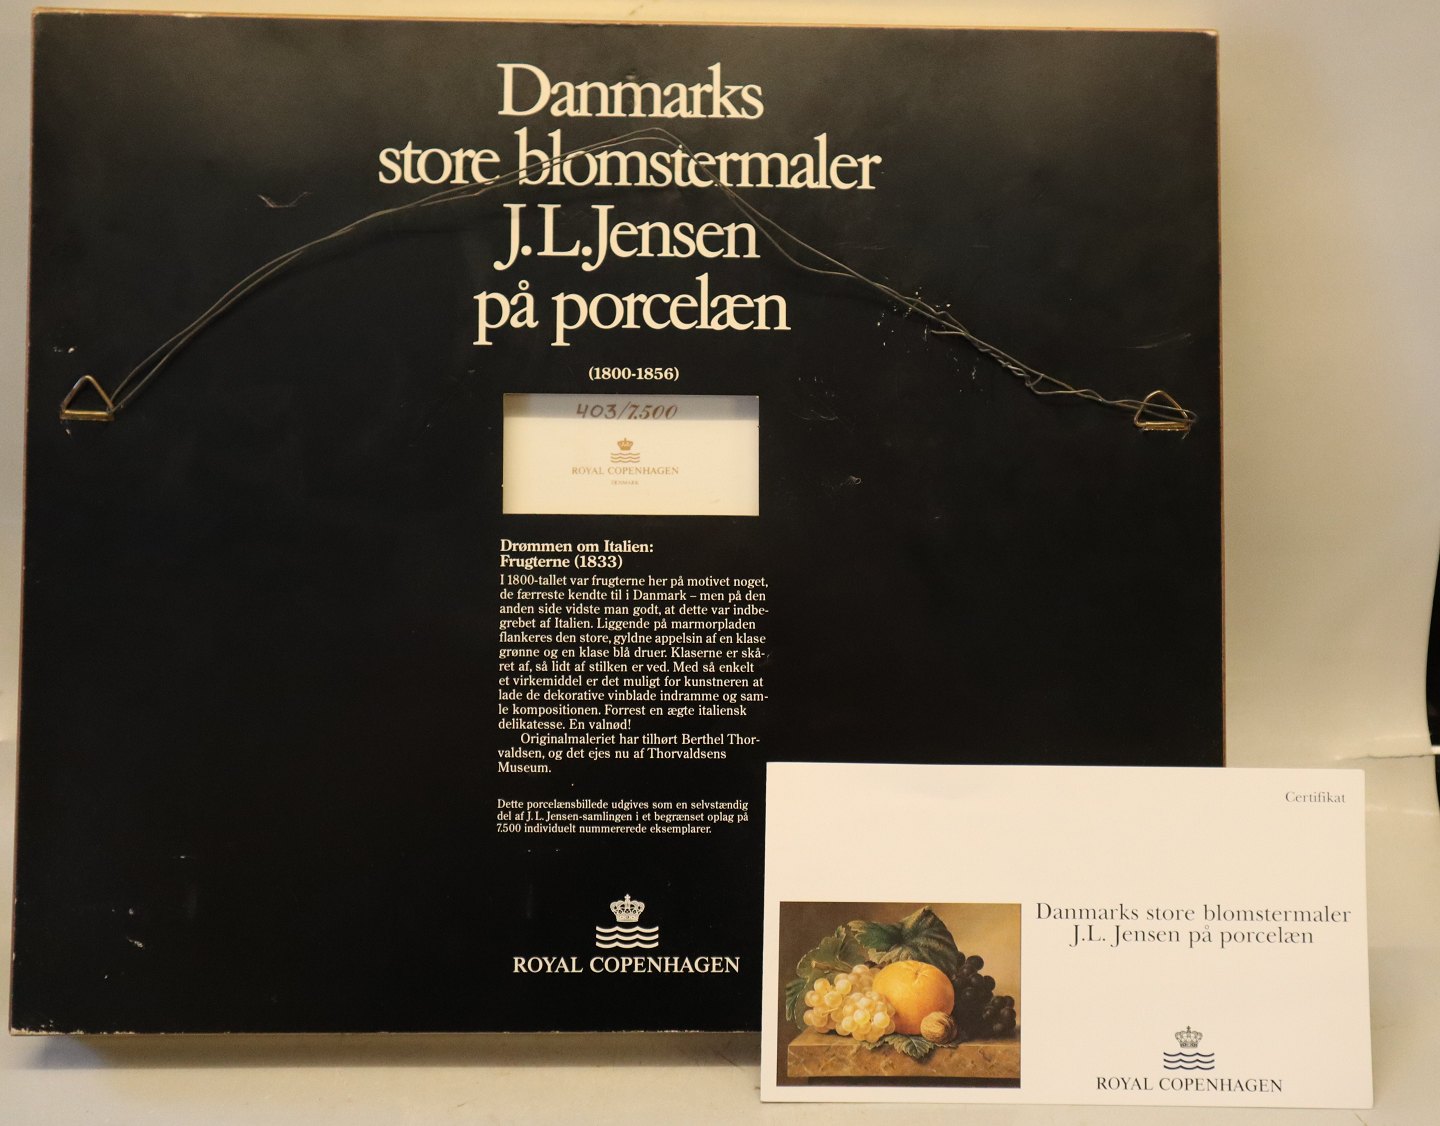 Danmarks
store blomstermaler
J.L. Jensen
på porcelæn
(1800-1856)
403/7.500
ROYAL COPENHAGEN
DENMARK
Drømmen om Italien:
Frugterne (1833)
I 1800-tallet var frugterne her på motivet noget,
de færreste kendte til i Danmark – men på den
anden side vidste man godt, at dette var indbe-
grebet af Italien. Liggende på marmorpladen
flankeres den store, gyldne appelsin af en klase
grønne og en klase blå druer. Klaserne er skå-
ret af, så lidt af stilken er ved. Med så enkelt
et virkemiddel er det muligt for kunstneren at
lade de dekorative vinblade indramme og sam-
le kompositionen. Forrest en ægte italiensk
delikatesse. En valnød!
Originalmaleriet har tilhørt Berthel Thor-
valdsen, og det ejes nu af Thorvaldsens
Museum.
Dette porcelænsbillede udgives som en selvstændig
del af J.L. Jensen-samlingen i et begrænset oplag på
7.500 individuelt nummererede eksemplarer.
ROYAL COPENHAGEN
Certifikat
Danmarks store blomstermaler
J.L. Jensen på porcelæn
ROYAL COPENHAGEN